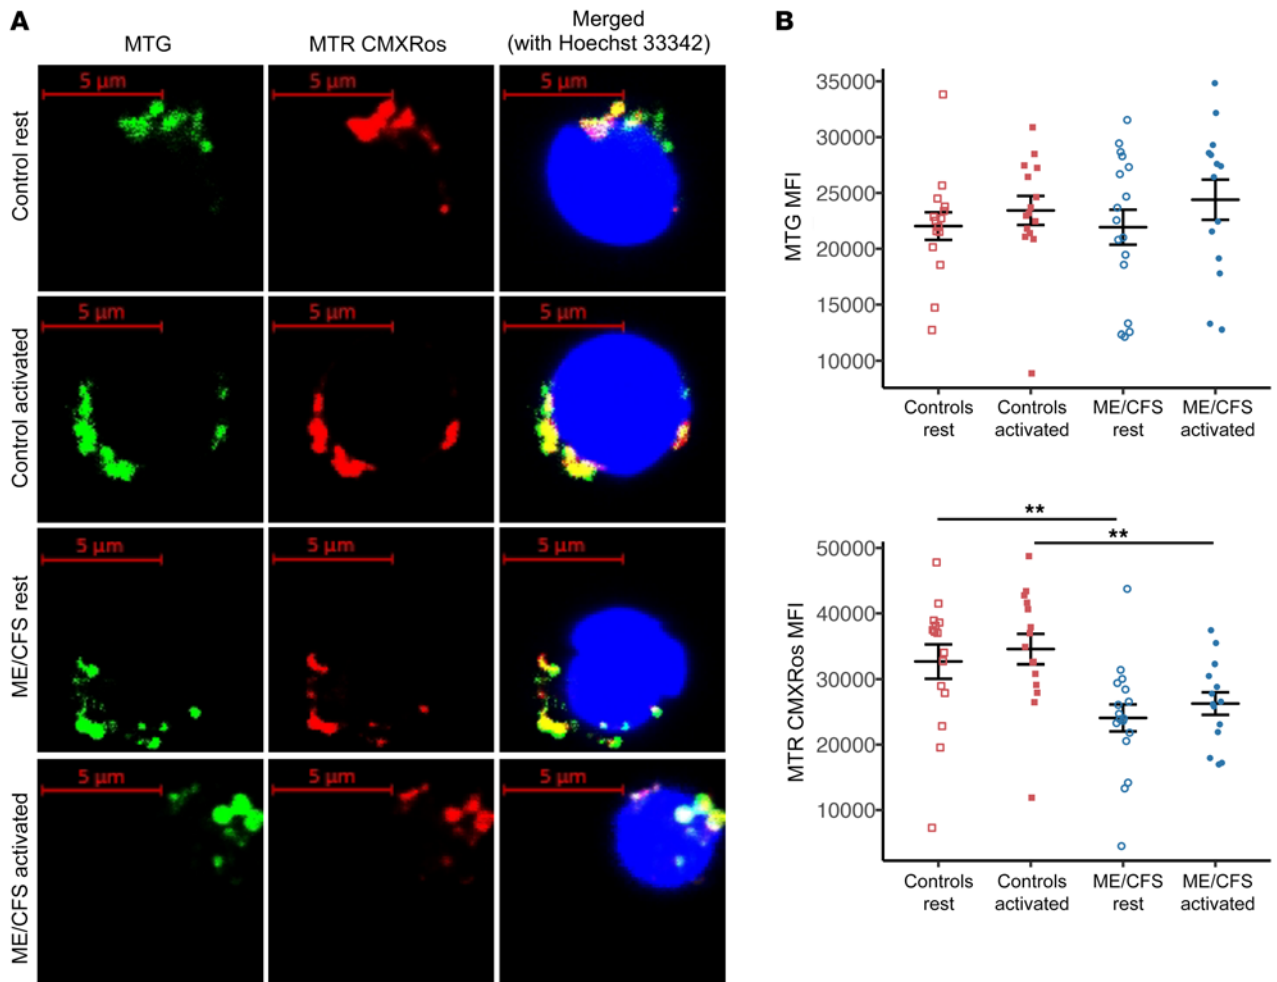 A
MTG
MTR CMXRos
Merged
(with Hoechst 33342)
Control rest
5 μm
5 μm
5 μm
Control activated
5 μm
5 μm
5 μm
ME/CFS rest
5 μm
5 μm
5 μm
ME/CFS activated
5 μm
5 μm
5 μm
B
MTG MFI
35000
30000
25000
20000
15000
10000
Controls
rest
Controls
activated
ME/CFS
rest
ME/CFS
activated
**
**
MTR CMXRos MFI
50000
40000
30000
20000
10000
Controls
rest
Controls
activated
ME/CFS
rest
ME/CFS
activated